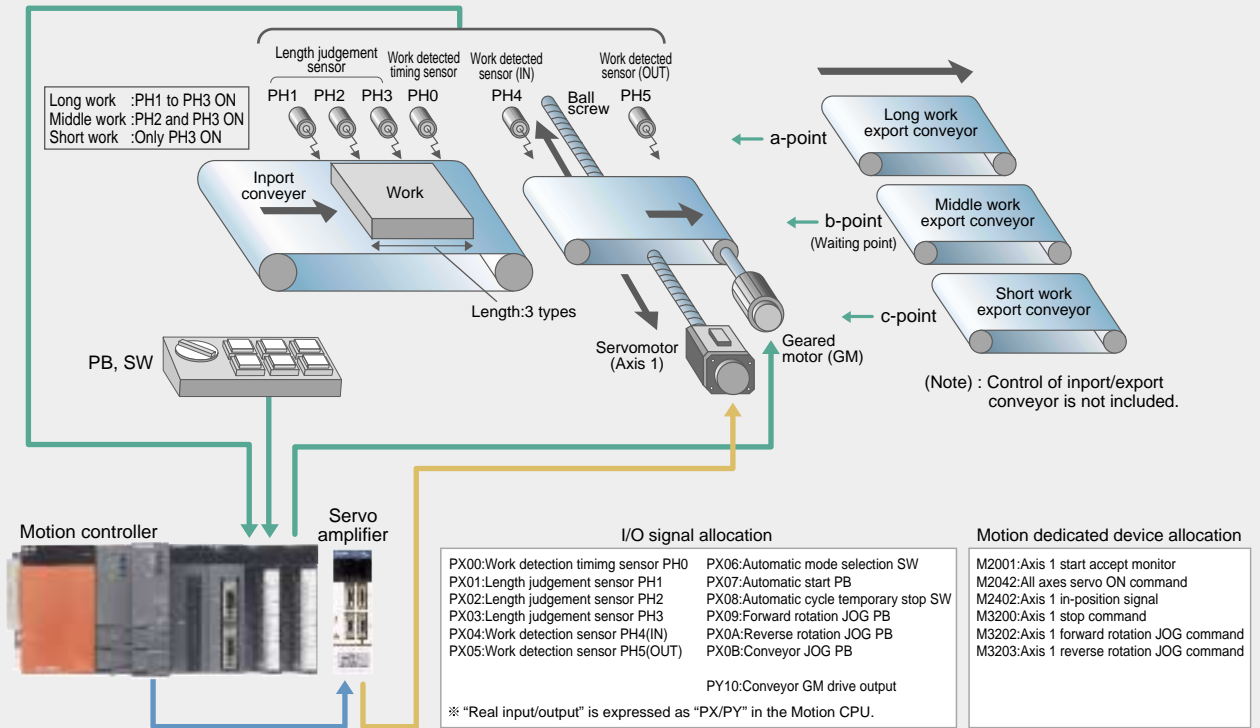 Length judgement
sensor
Work detected
timing sensor
Work detected
sensor (IN)
Work detected
sensor (OUT)
PH1 PH2 PH3 PH0 PH4 PH5
Ball
screw
Long work :PH1 to PH3 ON
Middle work :PH2 and PH3 ON
Short work :Only PH3 ON
Inport
conveyer
Work
Length:3 types
a-point
b-point
(Waiting point)
c-point
Long work
export conveyor
Middle work
export conveyor
Short work
export conveyor
Servomotor
(Axis 1)
Geared
motor (GM)
(Note) : Control of inport/export
conveyor is not included.
PB, SW
Motion controller
Servo
amplifier
I/O signal allocation
PX00:Work detection timimg sensor PH0
PX01:Length judgement sensor PH1
PX02:Length judgement sensor PH2
PX03:Length judgement sensor PH3
PX04:Work detection sensor PH4(IN)
PX05:Work detection sensor PH5(OUT)
PX06:Automatic mode selection SW
PX07:Automatic start PB
PX08:Automatic cycle temporary stop SW
PX09:Forward rotation JOG PB
PX0A:Reverse rotation JOG PB
PX0B:Conveyor JOG PB
PY10:Conveyor GM drive output
※ “Real input/output” is expressed as “PX/PY” in the Motion CPU.
Motion dedicated device allocation
M2001:Axis 1 start accept monitor
M2042:All axes servo ON command
M2402:Axis 1 in-position signal
M3200:Axis 1 stop command
M3202:Axis 1 forward rotation JOG command
M3203:Axis 1 reverse rotation JOG command